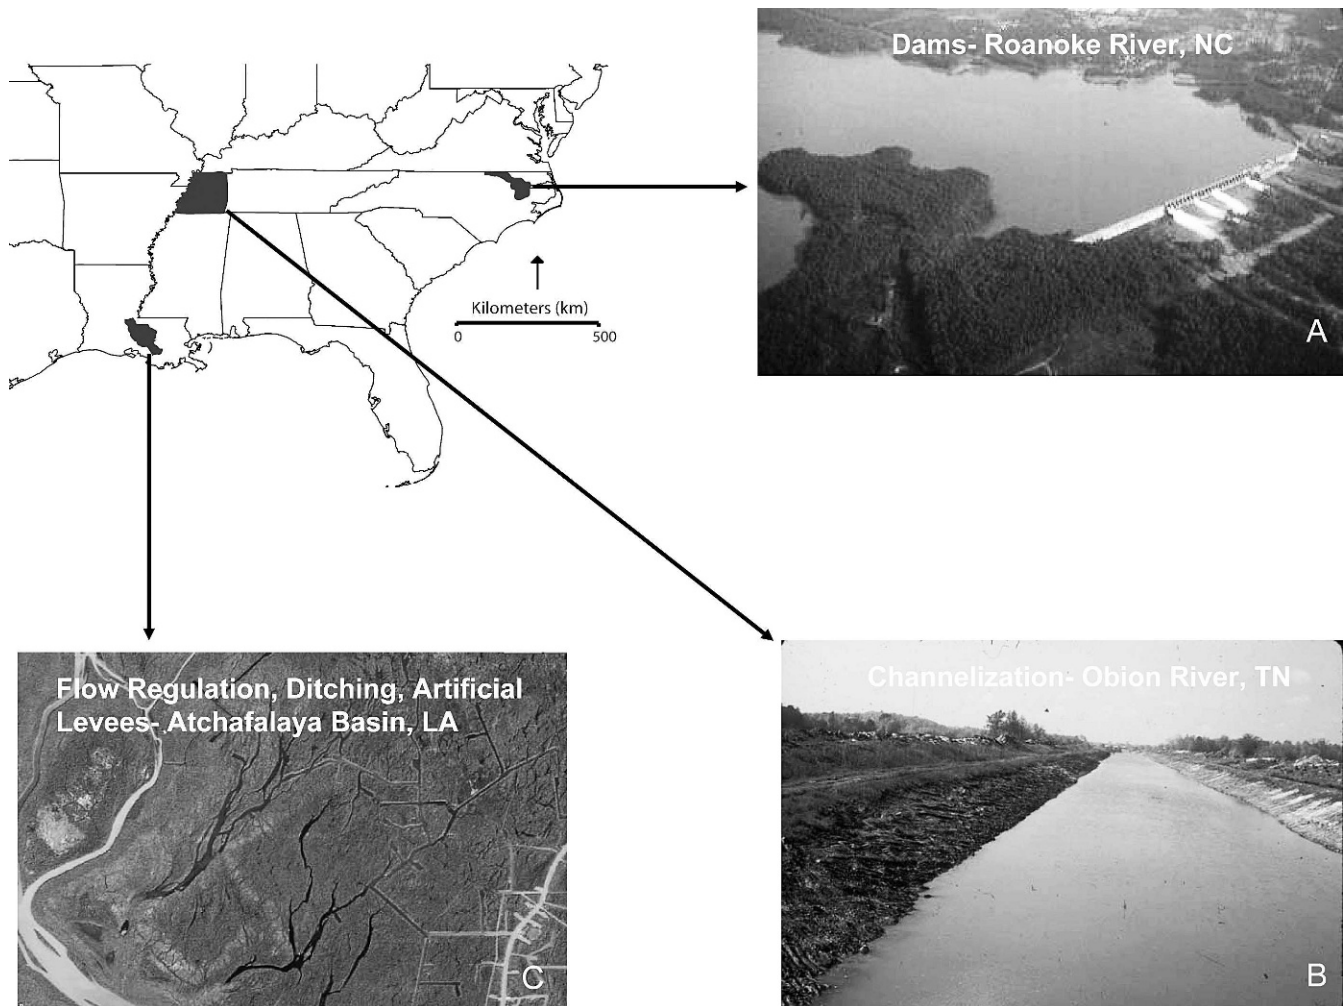 Dams- Roanoke River, NC
A
Kilometers (km)
0 500
Flow Regulation, Ditching, Artificial
Levees- Atchafalaya Basin, LA
C
Channelization- Obion River, TN
B